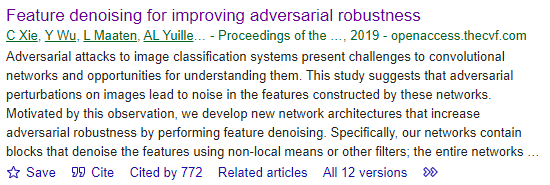 Feature denoising for improving adversarial robustness
C Xie, Y Wu, L Maaten, AL Yuille… - Proceedings of the …, 2019 - openaccess.thecvf.com
Adversarial attacks to image classification systems present challenges to convolutional
networks and opportunities for understanding them. This study suggests that adversarial
perturbations on images lead to noise in the features constructed by these networks.
Motivated by this observation, we develop new network architectures that increase
adversarial robustness by performing feature denoising. Specifically, our networks contain
blocks that denoise the features using non-local means or other filters; the entire networks …
Save Cite Cited by 772 Related articles All 12 versions